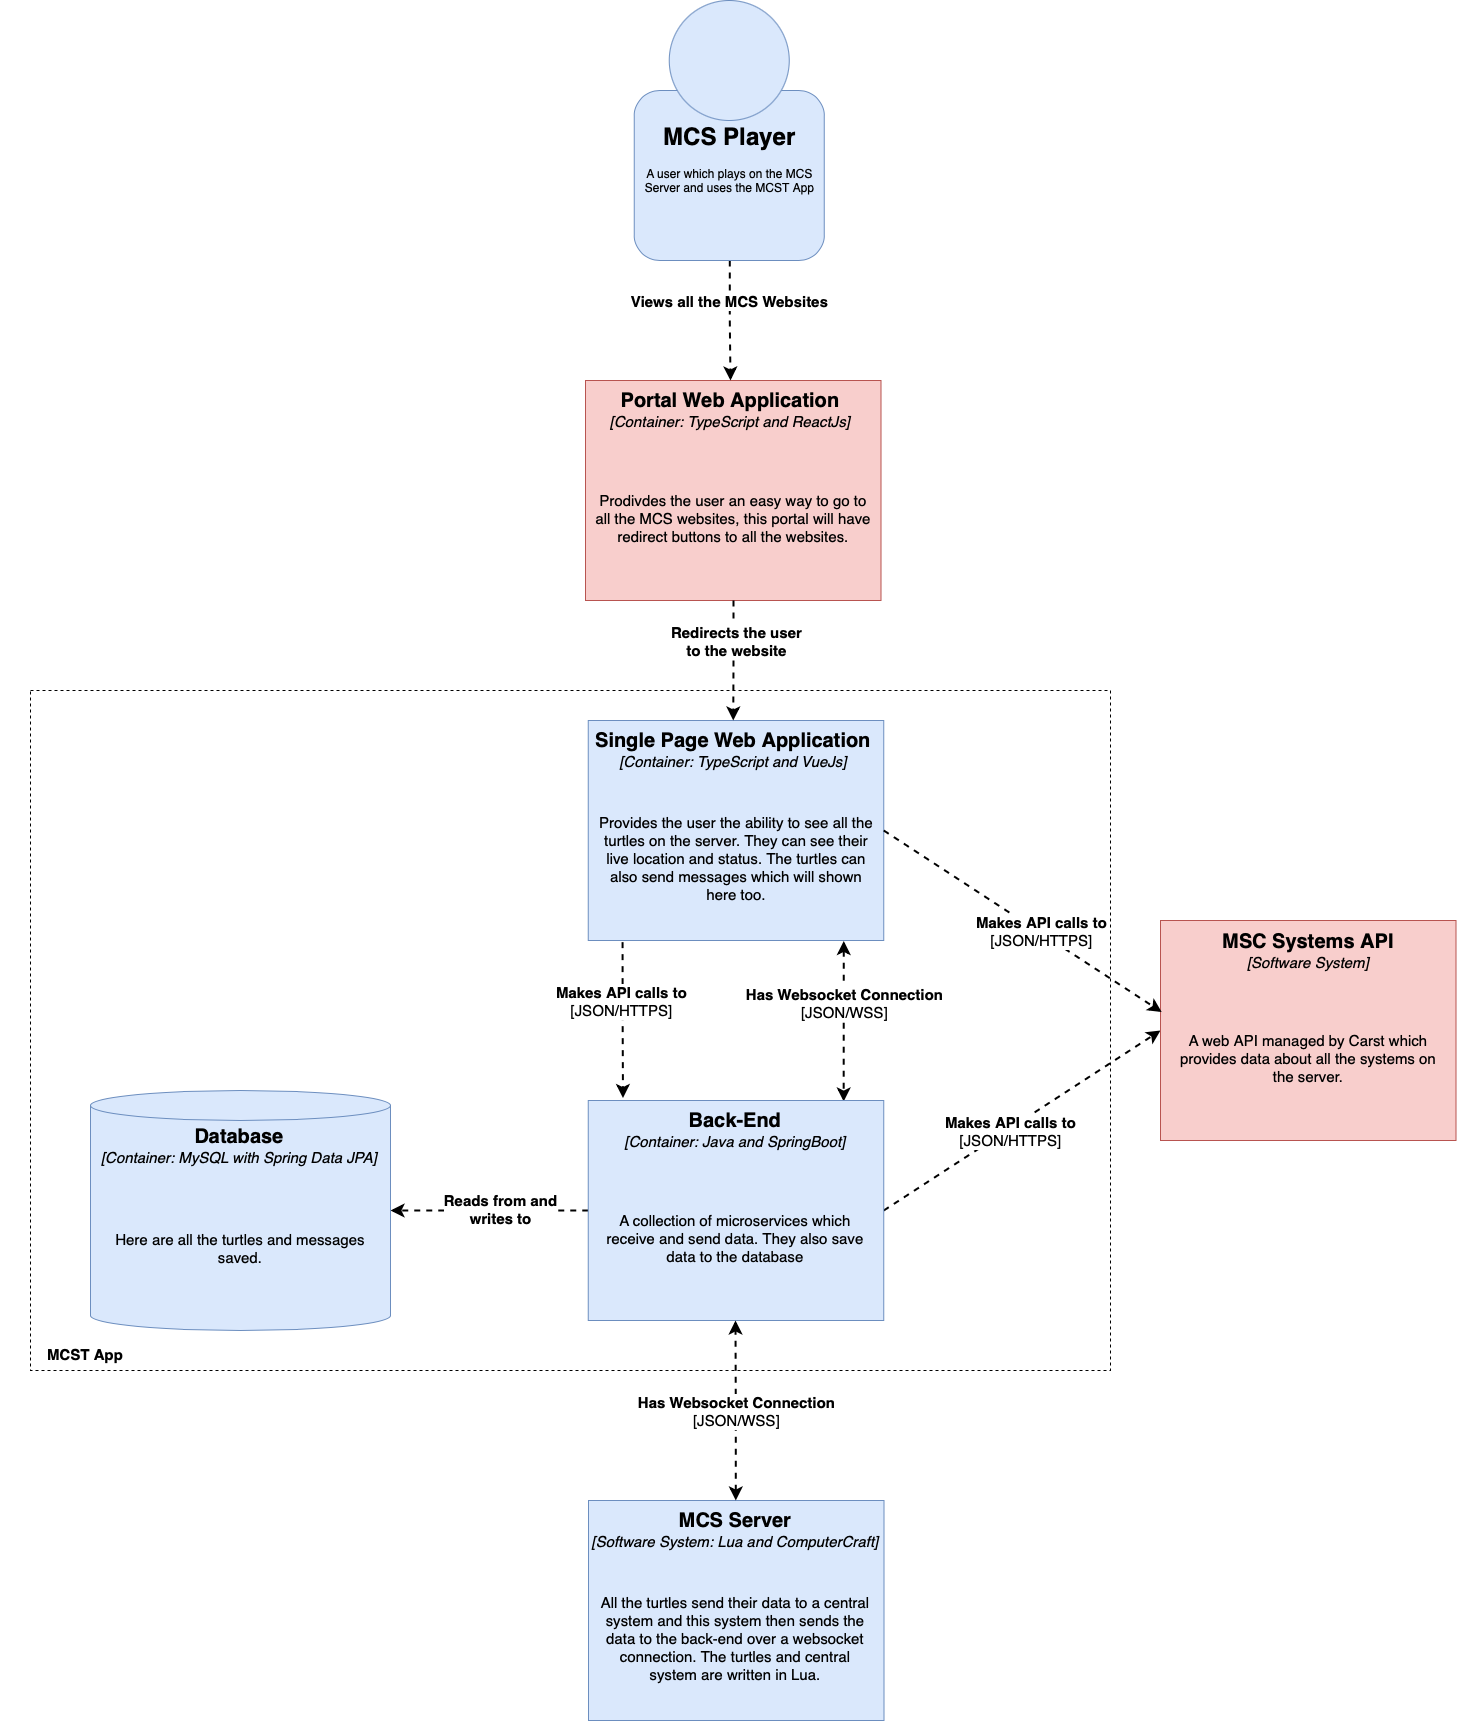 MCS Player
A user which plays on the MCS
Server and uses the MCST App
Views all the MCS Websites
Portal Web Application
[Container: TypeScript and ReactJs]
Prodivdes the user an easy way to go to
all the MCS websites, this portal will have
redirect buttons to all the websites.
Redirects the user
to the website
Single Page Web Application
[Container: TypeScript and VueJs]
Provides the user the ability to see all the
turtles on the server. They can see their
live location and status. The turtles can
also send messages which will shown
here too.
Makes API calls to
[JSON/HTTPS]
MSC Systems API
[Software System]
A web API managed by Carst which
provides data about all the systems on
the server.
Makes API calls to
[JSON/HTTPS]
Has Websocket Connection
[JSON/WSS]
Makes API calls to
[JSON/HTTPS]
Back-End
[Container: Java and SpringBoot]
A collection of microservices which
receive and send data. They also save
data to the database
Reads from and
writes to
Database
[Container: MySQL with Spring Data JPA]
Here are all the turtles and messages
saved.
MCST App
Has Websocket Connection
[JSON/WSS]
MCS Server
[Software System: Lua and ComputerCraft]
All the turtles send their data to a central
system and this system then sends the
data to the back-end over a websocket
connection. The turtles and central
system are written in Lua.